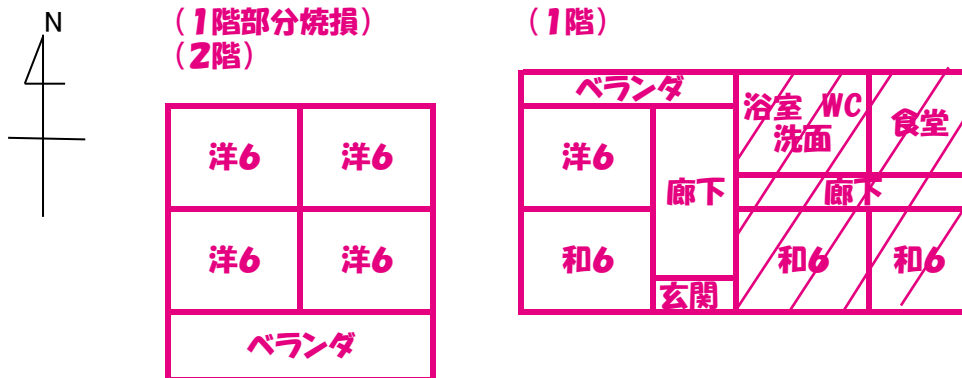 N
(1階部分焼損)
(2階)
洋6
洋6
洋6
洋6
ベランダ
(1階)
ベランダ
浴室 WC
洗面
食堂
洋6
廊下
廊下
和6
和6
和6
玄関